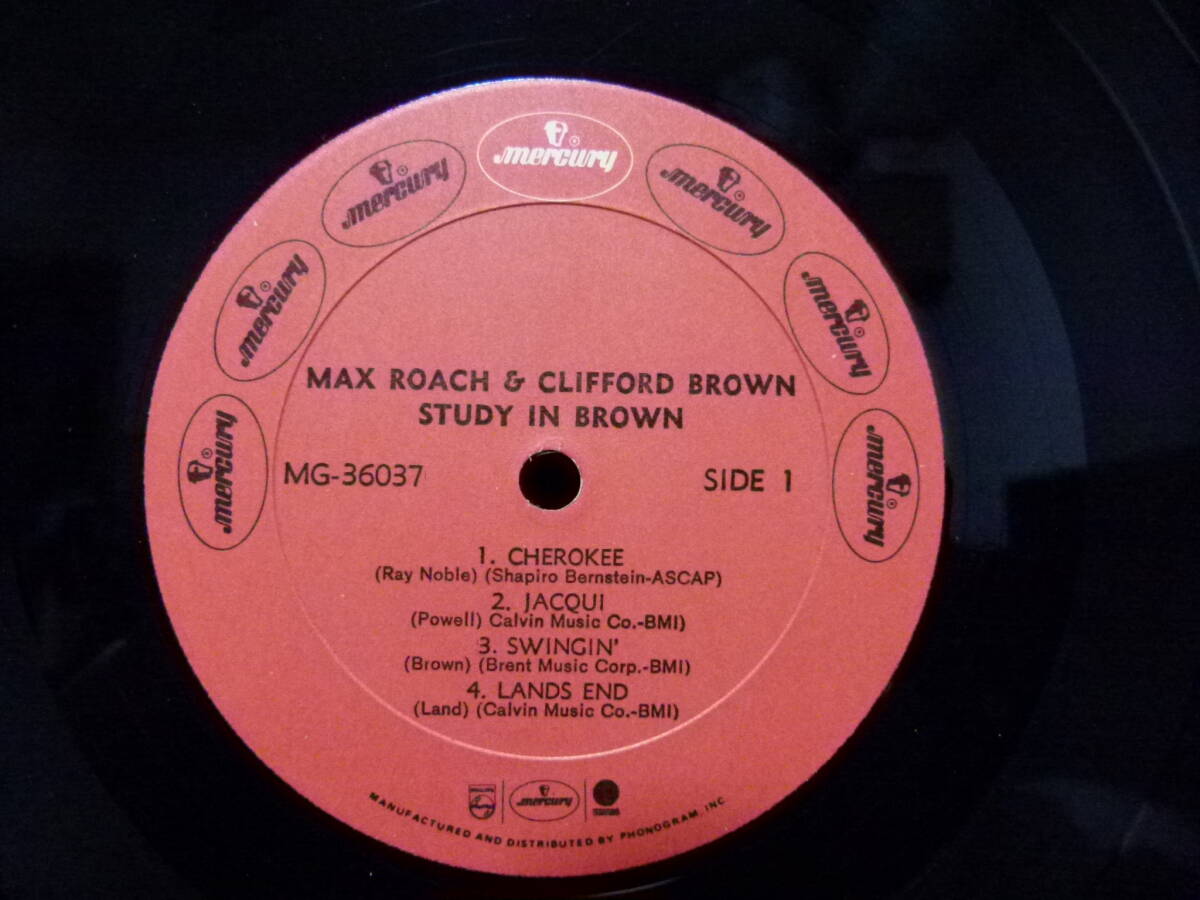 mercury
mercury
mercury
mercury
mercury
mercury
mercury
MAX ROACH & CLIFFORD BROWN
STUDY IN BROWN
MG-36037
SIDE 1
1. CHEROKEE
(Ray Noble) (Shapiro Bernstein-ASCAP)
2. JACQUI
(Powell) Calvin Music Co.-BMI)
3. SWINGIN'
(Brown) (Brent Music Corp.-BMI)
4. LANDS END
(Land) (Calvin Music Co.-BMI)
PHILIPS
mercury
MANUFACTURED AND DISTRIBUTED BY PHONOGRAM, INC